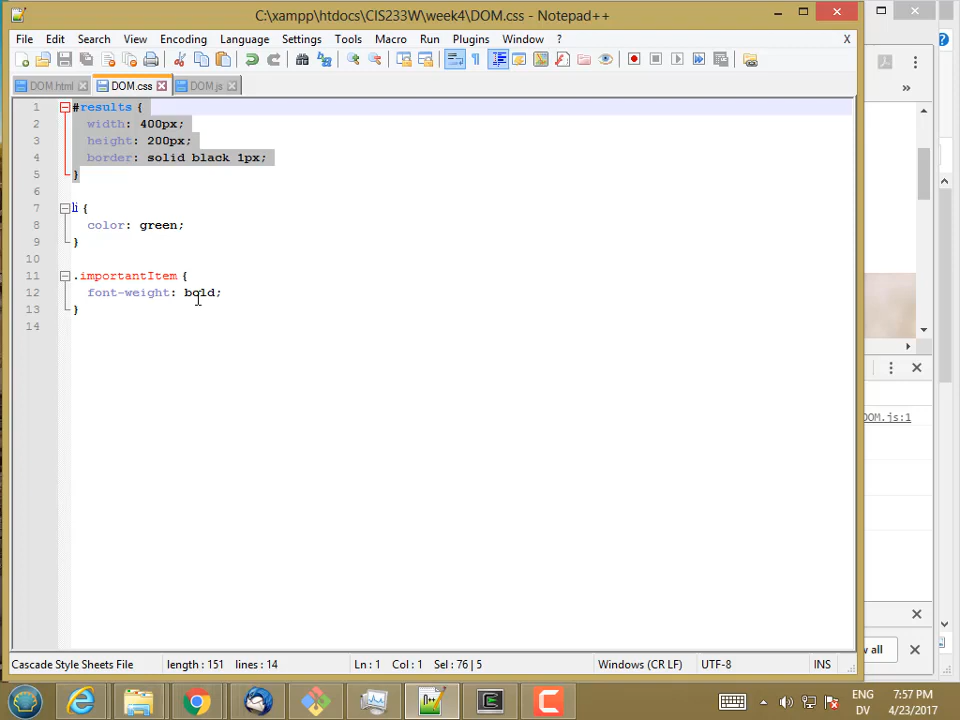 C:\xampp\htdocs\CIS233W\week4\DOM.css - Notepad++
File Edit Search View Encoding Language Settings Tools Macro Run Plugins Window ? X
DOM.html DOM.css DOM.js
1 #results {
2 width: 400px;
3 height: 200px;
4 border: solid black 1px;
5 }
6
7 li {
8 color: green;
9 }
10
11 .importantItem {
12 font-weight: bold;
13 }
14
DOM.js:1
w all
Cascade Style Sheets File length : 151 lines : 14 Ln : 1 Col : 1 Sel : 76 | 5 Windows (CR LF) UTF-8 INS
ENG 7:57 PM
DV 4/23/2017